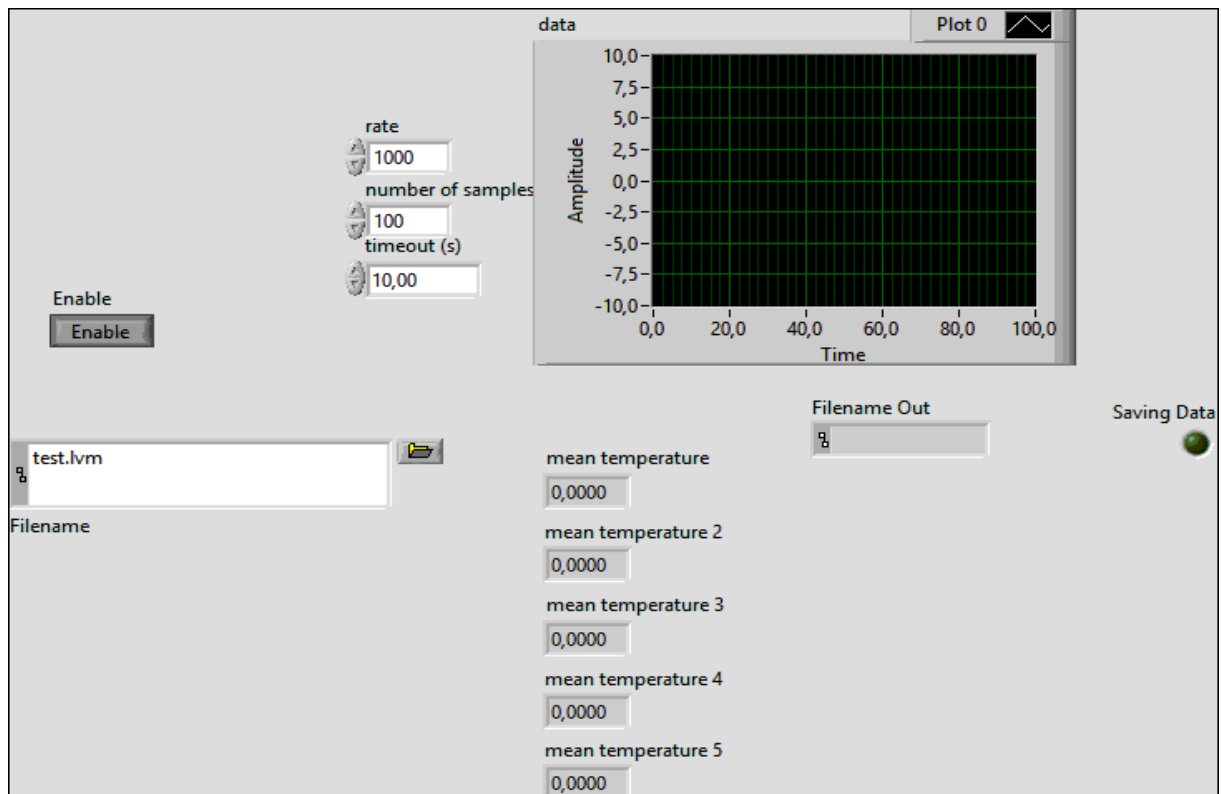 data
Plot 0
10,0
7,5
5,0
2,5
0,0
-2,5
-5,0
-7,5
-10,0
Amplitude
0,0 20,0 40,0 60,0 80,0 100,0
Time
rate
1000
number of samples
100
timeout (s)
10,00
Enable
Enable
Filename Out
Saving Data
test.lvm
Filename
mean temperature
0,0000
mean temperature 2
0,0000
mean temperature 3
0,0000
mean temperature 4
0,0000
mean temperature 5
0,0000